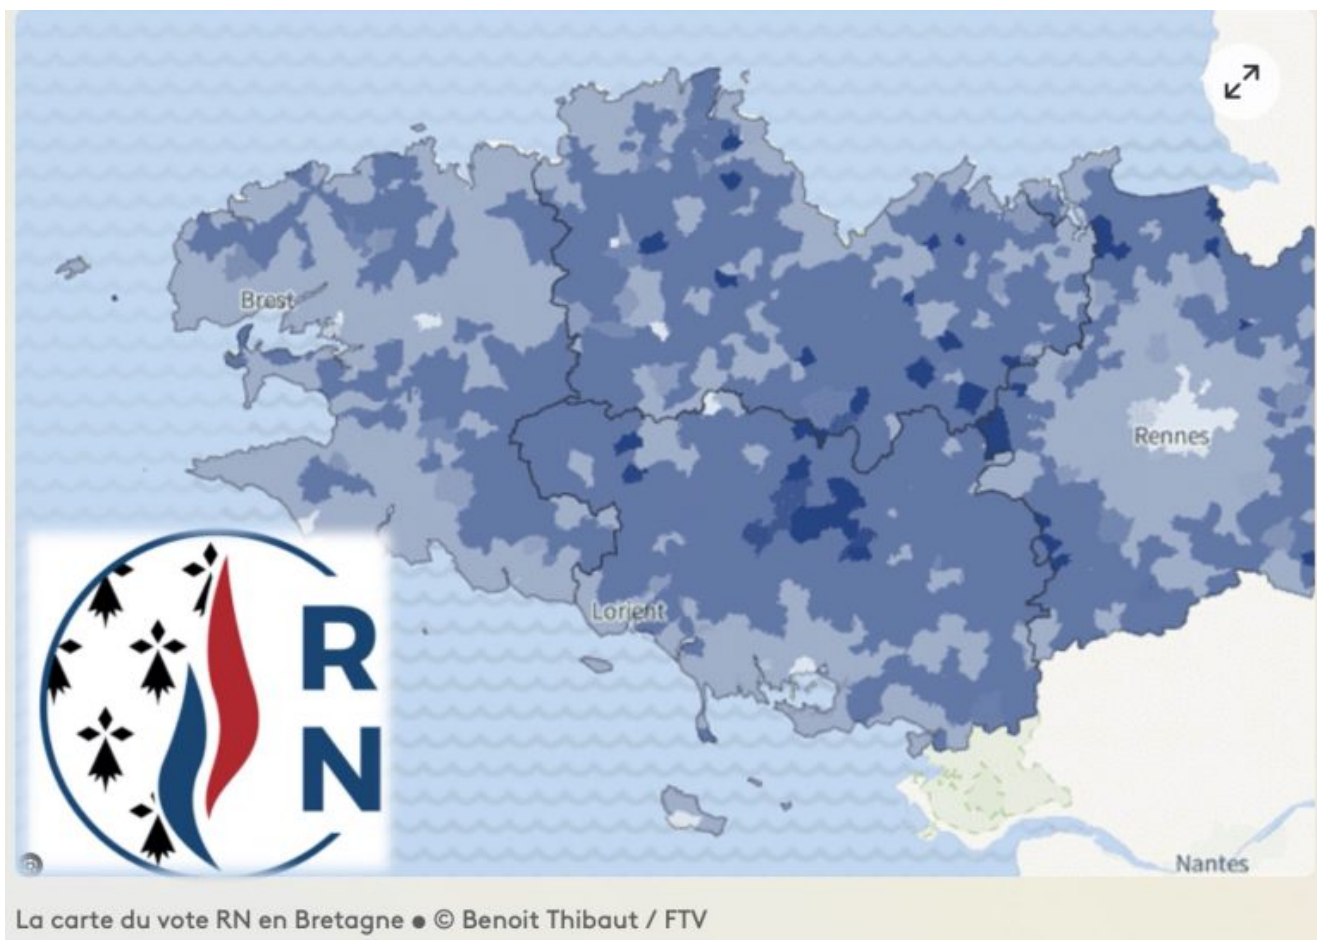 Brest
Rennes
Lorient
R
N
Nantes
La carte du vote RN en Bretagne ● © Benoit Thibaut / FTV